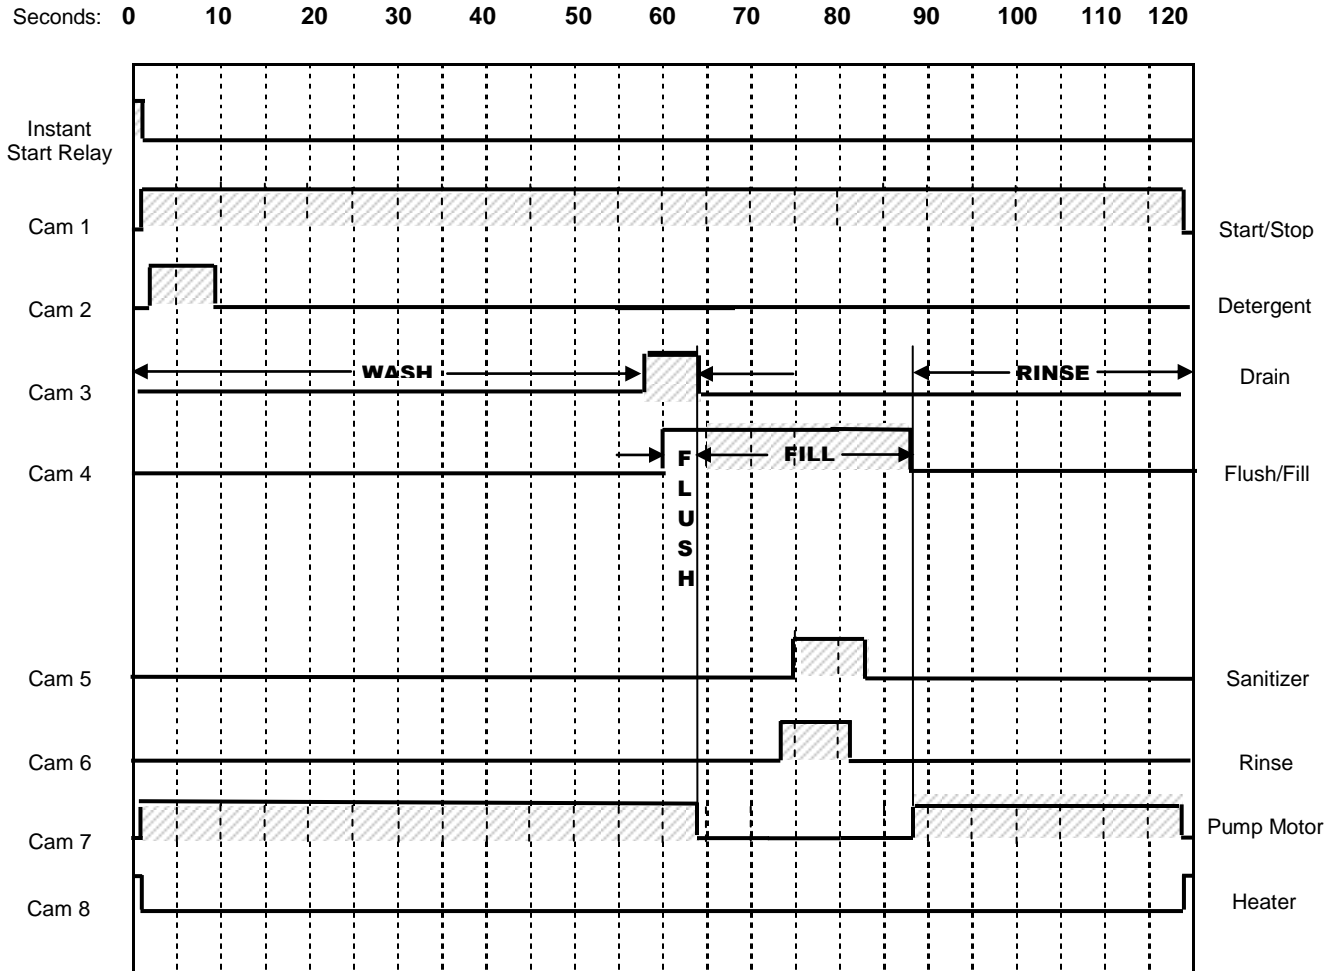 Seconds: 0 10 20 30 40 50 60 70 80 90 100 110 120
Instant
Start Relay
Cam 1
Start/Stop
Cam 2
Detergent
WASH
RINSE
Cam 3
Drain
FILL
Cam 4
Flush/Fill
F
L
U
S
H
Cam 5
Sanitizer
Cam 6
Rinse
Cam 7
Pump Motor
Cam 8
Heater